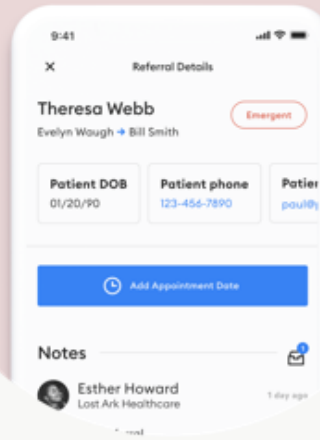 9:41
Referral Details
Theresa Webb
Emergent
Evelyn Waugh → Bill Smith
Patient DOB
01/20/90
Patient phone
123-456-7890
Add Appointment Date
Notes
1
Esther Howard
Lost Ark Healthcare
1 day ago